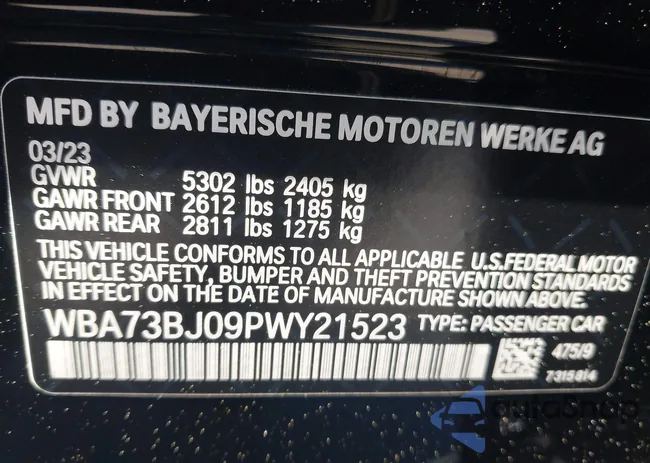 MFD BY BAYERISCHE MOTOREN WERKE AG
03/23
GVWR 5302 lbs 2405 kg
GAWR FRONT 2612 lbs 1185 kg
GAWR REAR 2811 lbs 1275 kg
THIS VEHICLE CONFORMS TO ALL APPLICABLE U.S.FEDERAL MOTOR
VEHICLE SAFETY, BUMPER AND THEFT PREVENTION STANDARDS
IN EFFECT ON THE DATE OF MANUFACTURE SHOWN ABOVE.
WBA73BJ09PWY21523 TYPE: PASSENGER CAR
475/9
7315814
autoSnap